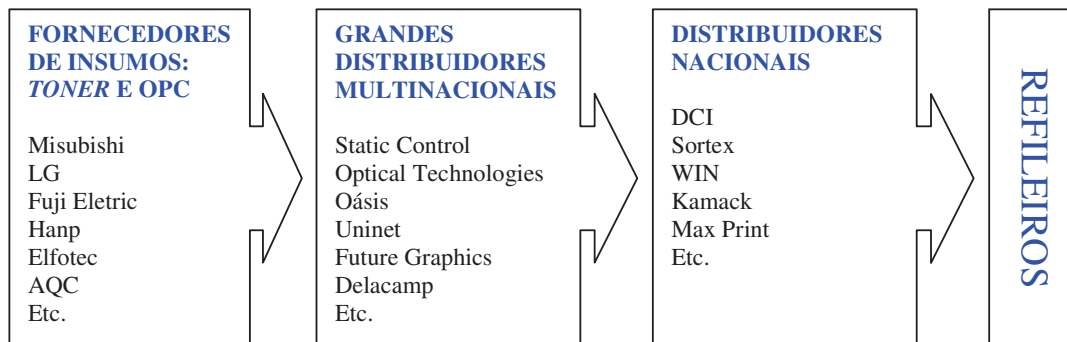 FORNECEDORES
DE INSUMOS:
TONER E OPC
Misubishi
LG
Fuji Eletric
Hanp
Elfotec
AQC
Etc.
GRANDES
DISTRIBUIDORES
MULTINACIONAIS
Static Control
Optical Technologies
Oásis
Uninet
Future Graphics
Delacamp
Etc.
DISTRIBUIDORES
NACIONAIS
DCI
Sortex
WIN
Kamack
Max Print
Etc.
REFILEIROS